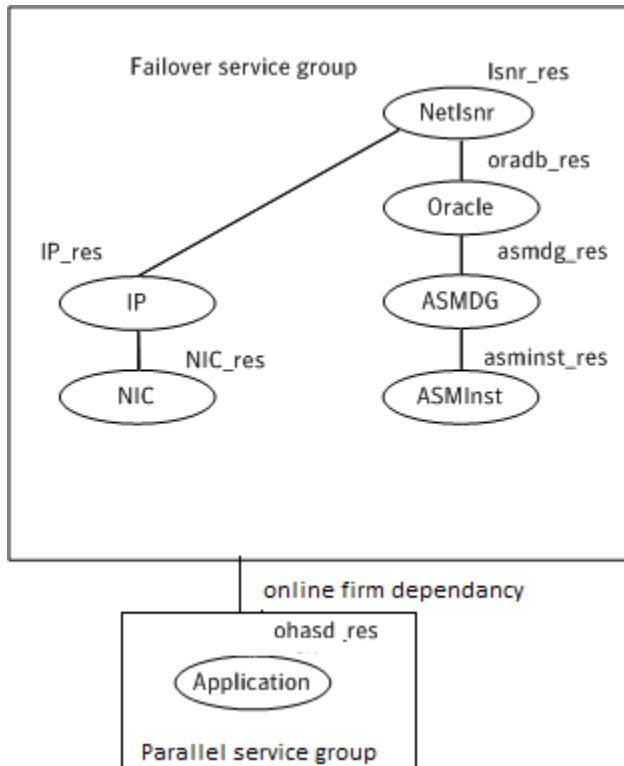 Failover service group
lsnr_res
Netlsnr
oradb_res
Oracle
asmdg_res
IP_res
IP
ASMDG
NIC_res
asminst_res
NIC
ASMInst
online firm dependancy
ohasd_res
Application
Parallel service group